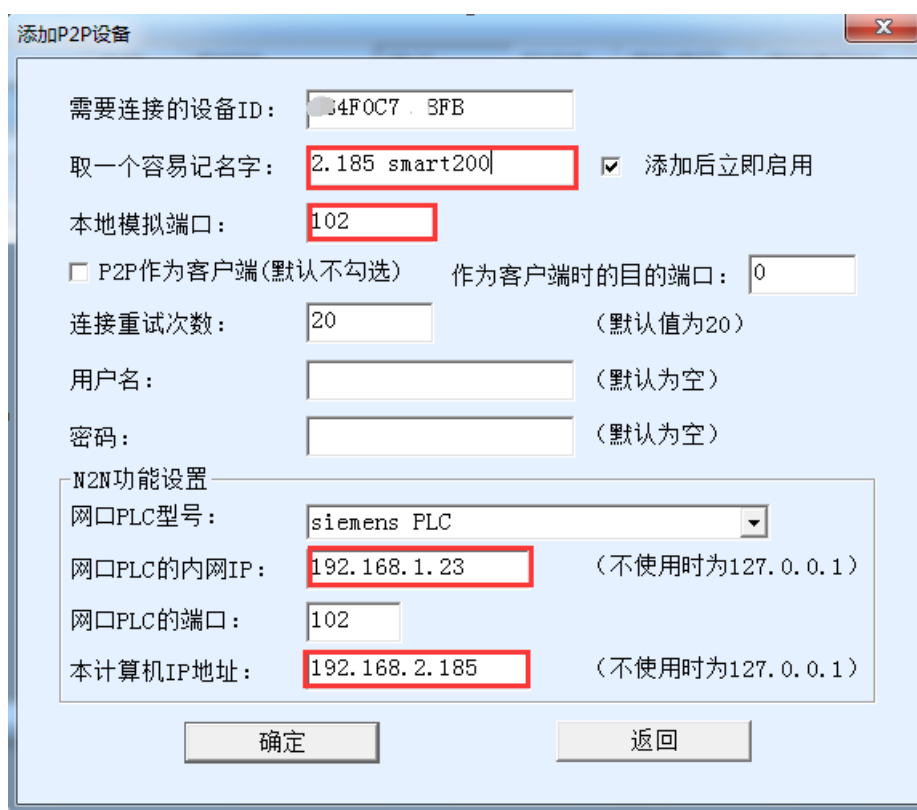 添加P2P设备
需要连接的设备ID： 34F0C7 BFB
取一个容易记名字： 2.185 smart200 添加后立即启用
本地模拟端口： 102
P2P作为客户端(默认不勾选) 作为客户端时的目的端口： 0
连接重试次数： 20 （默认值为20）
用户名： （默认为空）
密码： （默认为空）
N2N功能设置
网口PLC型号： siemens PLC
网口PLC的内网IP： 192.168.1.23 （不使用时为127.0.0.1）
网口PLC的端口： 102
本计算机IP地址： 192.168.2.185 （不使用时为127.0.0.1）
确定 返回